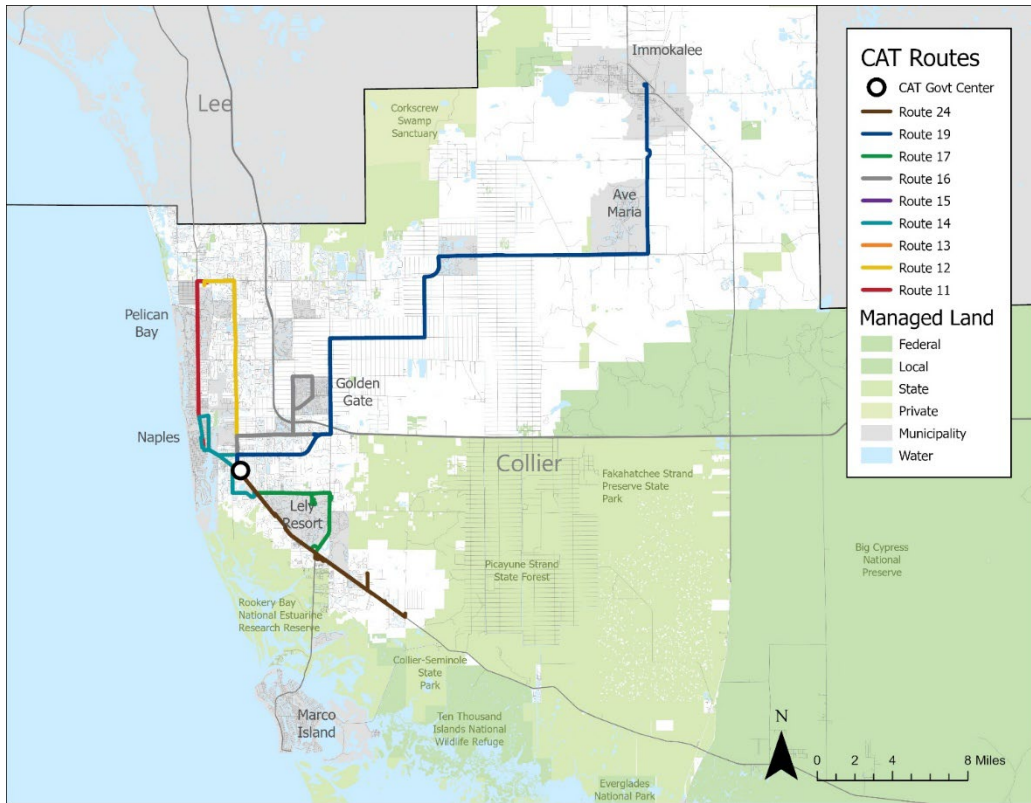 Immokalee
Lee
Corkscrew
Swamp
Sanctuary
Ave
Maria
Pelican
Bay
Golden
Gate
Naples
Collier
Fakahatchee Strand
Preserve State
Park
Lely
Resort
Big Cypress
National
Preserve
Picayune Strand
State Forest
Rookery Bay
National Estuarine
Research Reserve
Collier-Seminole
State
Park
Marco
Island
Ten Thousand
Islands National
Wildlife Refuge
Everglades
National Park
CAT Routes
CAT Govt Center
Route 24
Route 19
Route 17
Route 16
Route 15
Route 14
Route 13
Route 12
Route 11
Managed Land
Federal
Local
State
Private
Municipality
Water
N
0 2 4 8 Miles